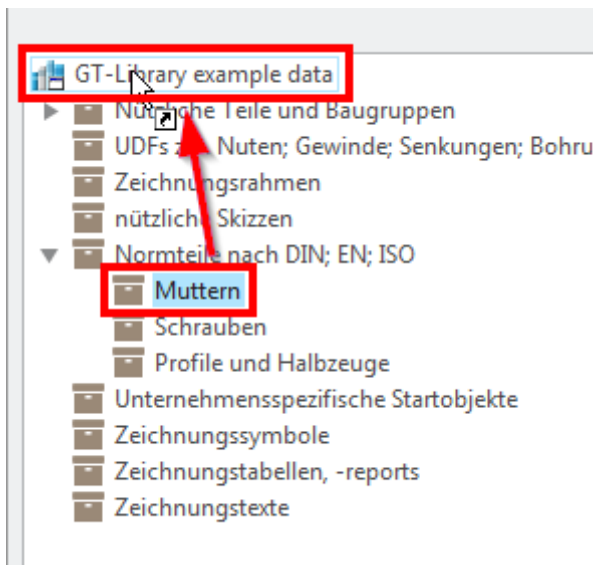 GT-Library example data
Nützliche Teile und Baugruppen
UDFs Nuten; Gewinde; Senkungen; Bohru
Zeichnungsrahmen
nützliche Skizzen
Normteile nach DIN; EN; ISO
Muttern
Schrauben
Profile und Halbzeuge
Unternehmensspezifische Startobjekte
Zeichnungssymbole
Zeichnungstabellen, -reports
Zeichnungstexte